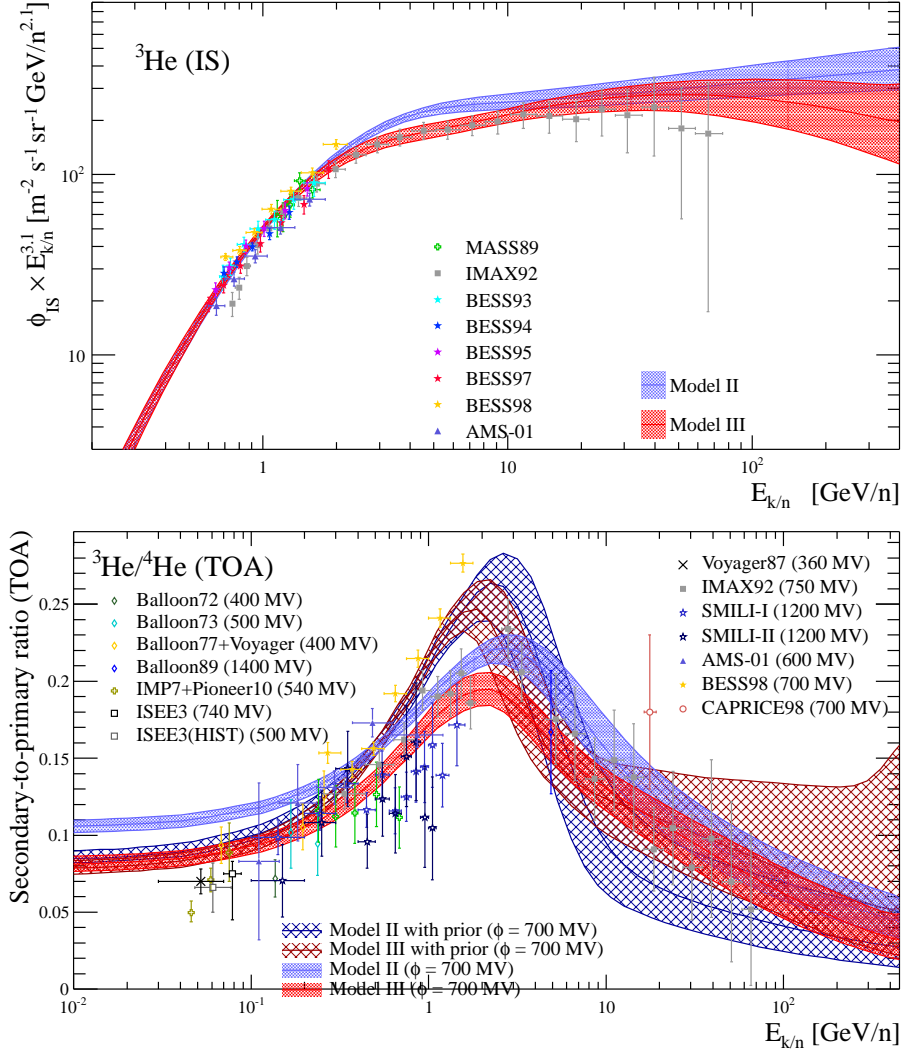 ³He (IS)
ϕ_IS × E_k/n^3.1 [m⁻² s⁻¹ sr⁻¹ GeV/n^2.1]
10²
10
MASS89
IMAX92
BESS93
BESS94
BESS95
BESS97
BESS98
AMS-01
Model II
Model III
1
10
10²
E_k/n [GeV/n]
³He/⁴He (TOA)
Secondary-to-primary ratio (TOA)
0.25
0.2
0.15
0.1
0.05
0
Balloon72 (400 MV)
Balloon73 (500 MV)
Balloon77+Voyager (400 MV)
Balloon89 (1400 MV)
IMP7+Pioneer10 (540 MV)
ISEE3 (740 MV)
ISEE3(HIST) (500 MV)
Voyager87 (360 MV)
IMAX92 (750 MV)
SMILI-I (1200 MV)
SMILI-II (1200 MV)
AMS-01 (600 MV)
BESS98 (700 MV)
CAPRICE98 (700 MV)
Model II with prior (ϕ = 700 MV)
Model III with prior (ϕ = 700 MV)
Model II (ϕ = 700 MV)
Model III (ϕ = 700 MV)
10⁻²
10⁻¹
1
10
10²
E_k/n [GeV/n]